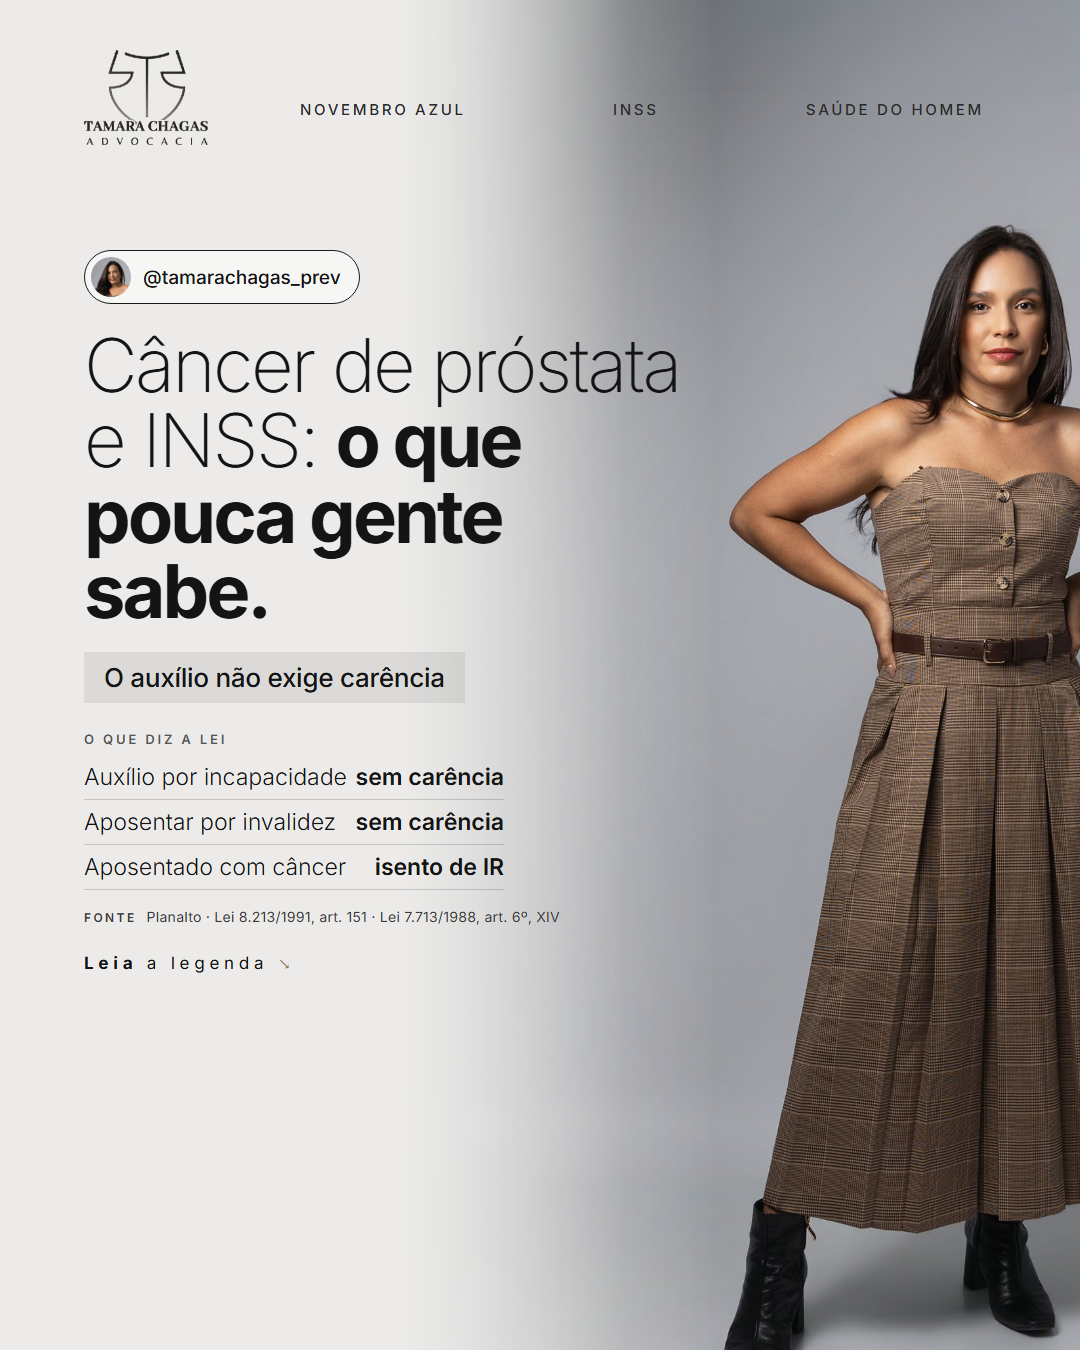 TAMARA CHAGAS
ADVOCACIA
NOVEMBRO AZUL
INSS
SAÚDE DO HOMEM
@tamarachagas_prev
Câncer de próstata
e INSS: o que
pouca gente
sabe.
O auxílio não exige carência
O QUE DIZ A LEI
Auxílio por incapacidade sem carência
Aposentar por invalidez sem carência
Aposentado com câncer isento de IR
FONTE Planalto · Lei 8.213/1991, art. 151 · Lei 7.713/1988, art. 6º, XIV
Leia a legenda ↘